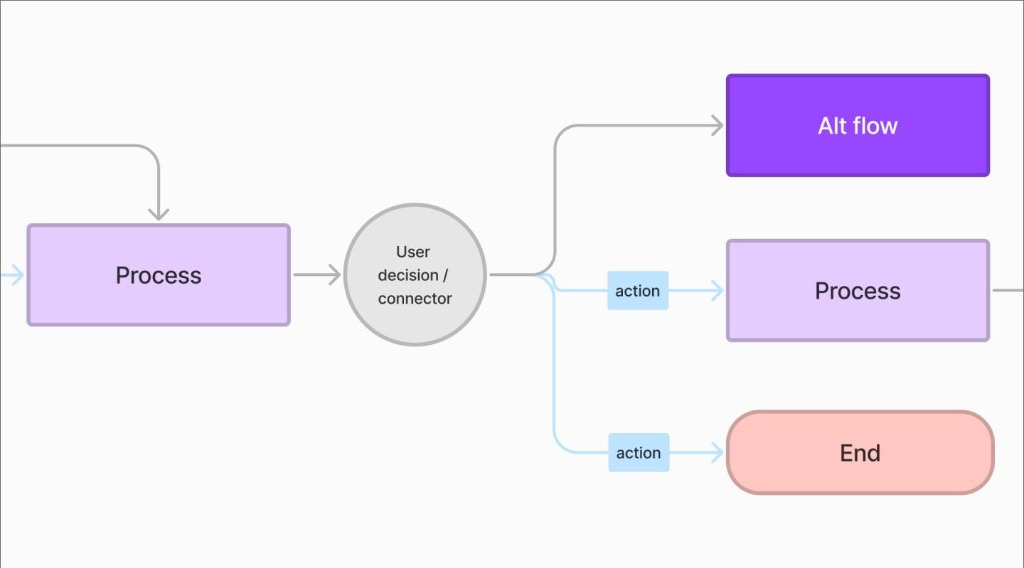 Alt flow
Process
User
decision /
connector
action
Process
action
End